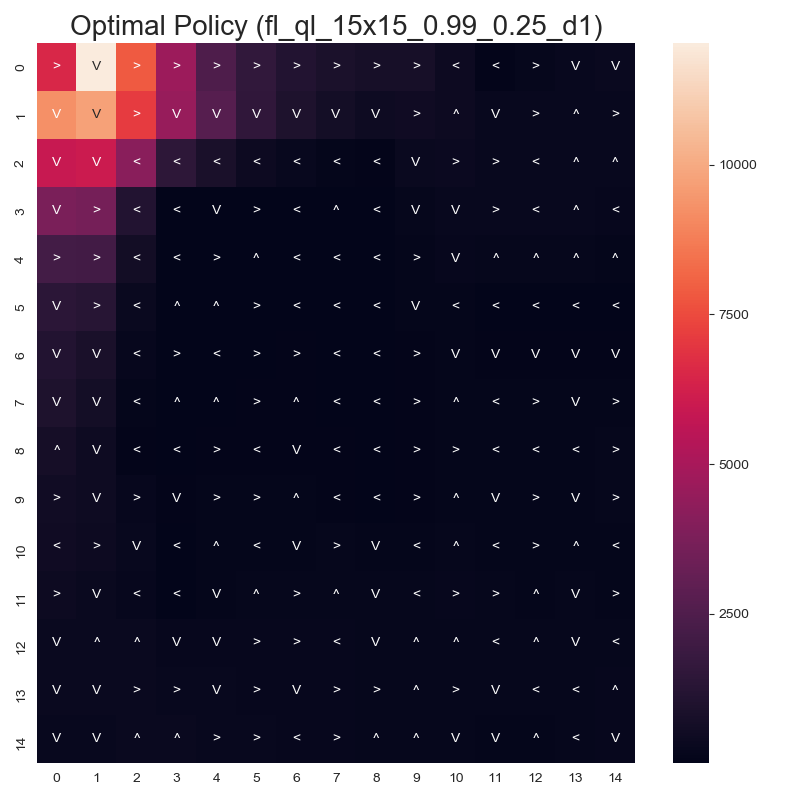 Optimal Policy (fl_ql_15x15_0.99_0.25_d1)
0 > V > > > > > > > > < < > V V
1 V V > V V V V V V > ^ V > ^ >
2 V V < < < < < < < V > > < ^ ^
3 V > < < V > < ^ < V V > < ^ <
4 > > < < > ^ < < < > V ^ ^ ^ ^
5 V > < ^ ^ > < < < V < < < < <
6 V V < > < > > < < > V V V V V
7 V V < ^ ^ > ^ < < > ^ < > V >
8 ^ V < < > < V < < > > < < < >
9 > V > V > > ^ < < > ^ V > V >
10 < > V < ^ < V > V < ^ < > ^ <
11 > V < < V ^ > ^ V < > > ^ V >
12 V ^ ^ V V > > < V ^ ^ < ^ V <
13 V V > > V > V > > ^ > V < < ^
14 V V ^ ^ > > < > ^ ^ V V ^ < V
0 1 2 3 4 5 6 7 8 9 10 11 12 13 14
10000
7500
5000
2500